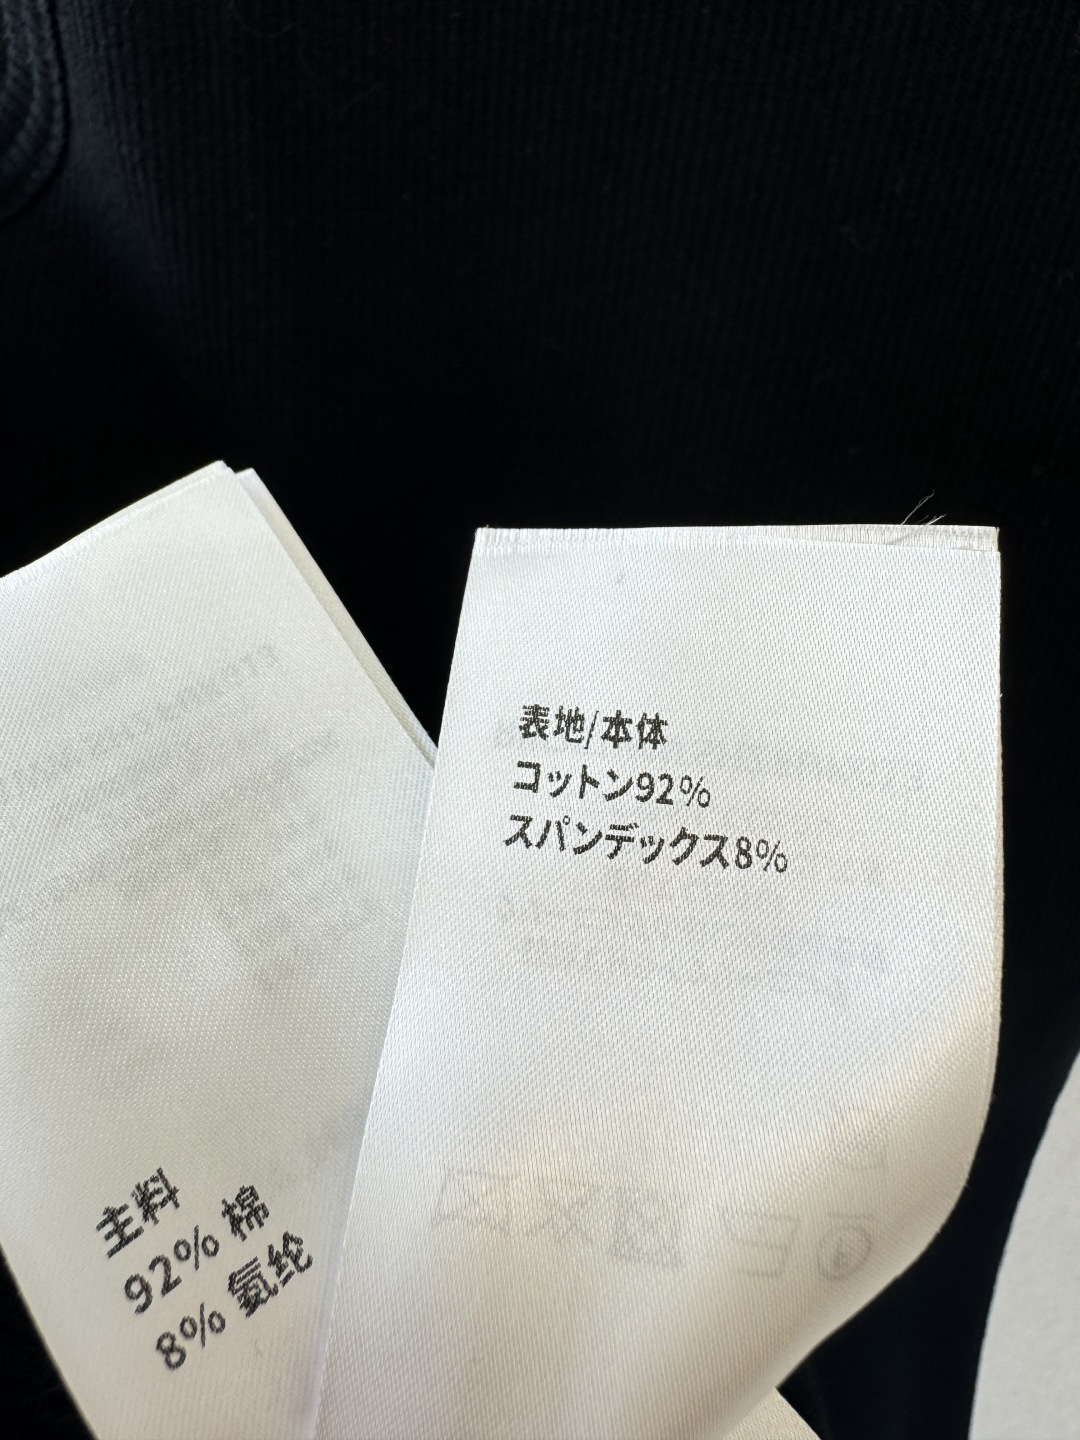 表地/本体
コットン92%
スパンデックス8%
主料
92% 棉
8% 氨纶